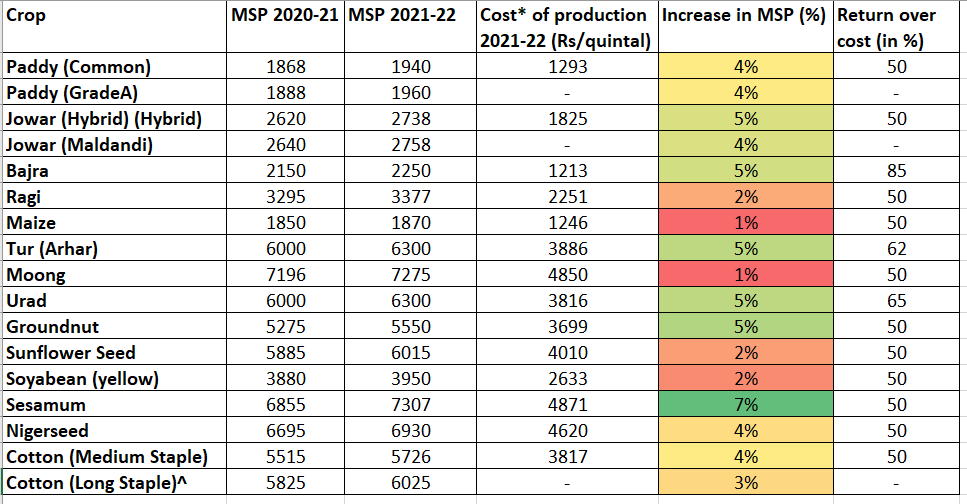 Crop MSP 2020-21 MSP 2021-22 Cost* of production Increase in MSP (%) Return over
2021-22 (Rs/quintal) cost (in %)
Paddy (Common) 1868 1940 1293 4% 50
Paddy (GradeA) 1888 1960 - 4% -
Jowar (Hybrid) (Hybrid) 2620 2738 1825 5% 50
Jowar (Maldandi) 2640 2758 - 4% -
Bajra 2150 2250 1213 5% 85
Ragi 3295 3377 2251 2% 50
Maize 1850 1870 1246 1% 50
Tur (Arhar) 6000 6300 3886 5% 62
Moong 7196 7275 4850 1% 50
Urad 6000 6300 3816 5% 65
Groundnut 5275 5550 3699 5% 50
Sunflower Seed 5885 6015 4010 2% 50
Soyabean (yellow) 3880 3950 2633 2% 50
Sesamum 6855 7307 4871 7% 50
Nigerseed 6695 6930 4620 4% 50
Cotton (Medium Staple) 5515 5726 3817 4% 50
Cotton (Long Staple)^ 5825 6025 - 3% -